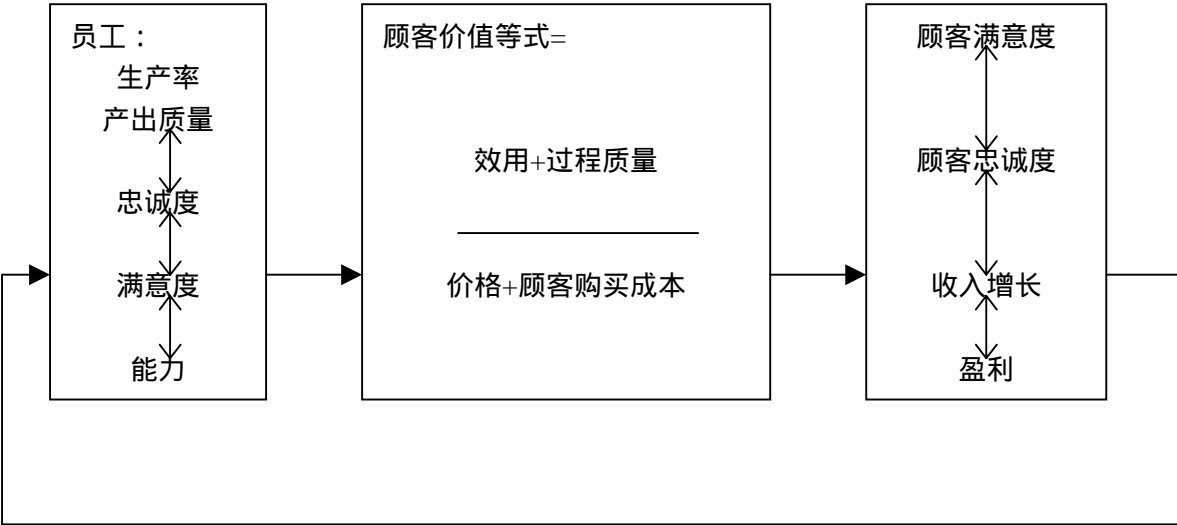 员工：
生产率
产出质量
忠诚度
满意度
能力
顾客价值等式=
效用+过程质量
价格+顾客购买成本
顾客满意度
顾客忠诚度
收入增长
盈利